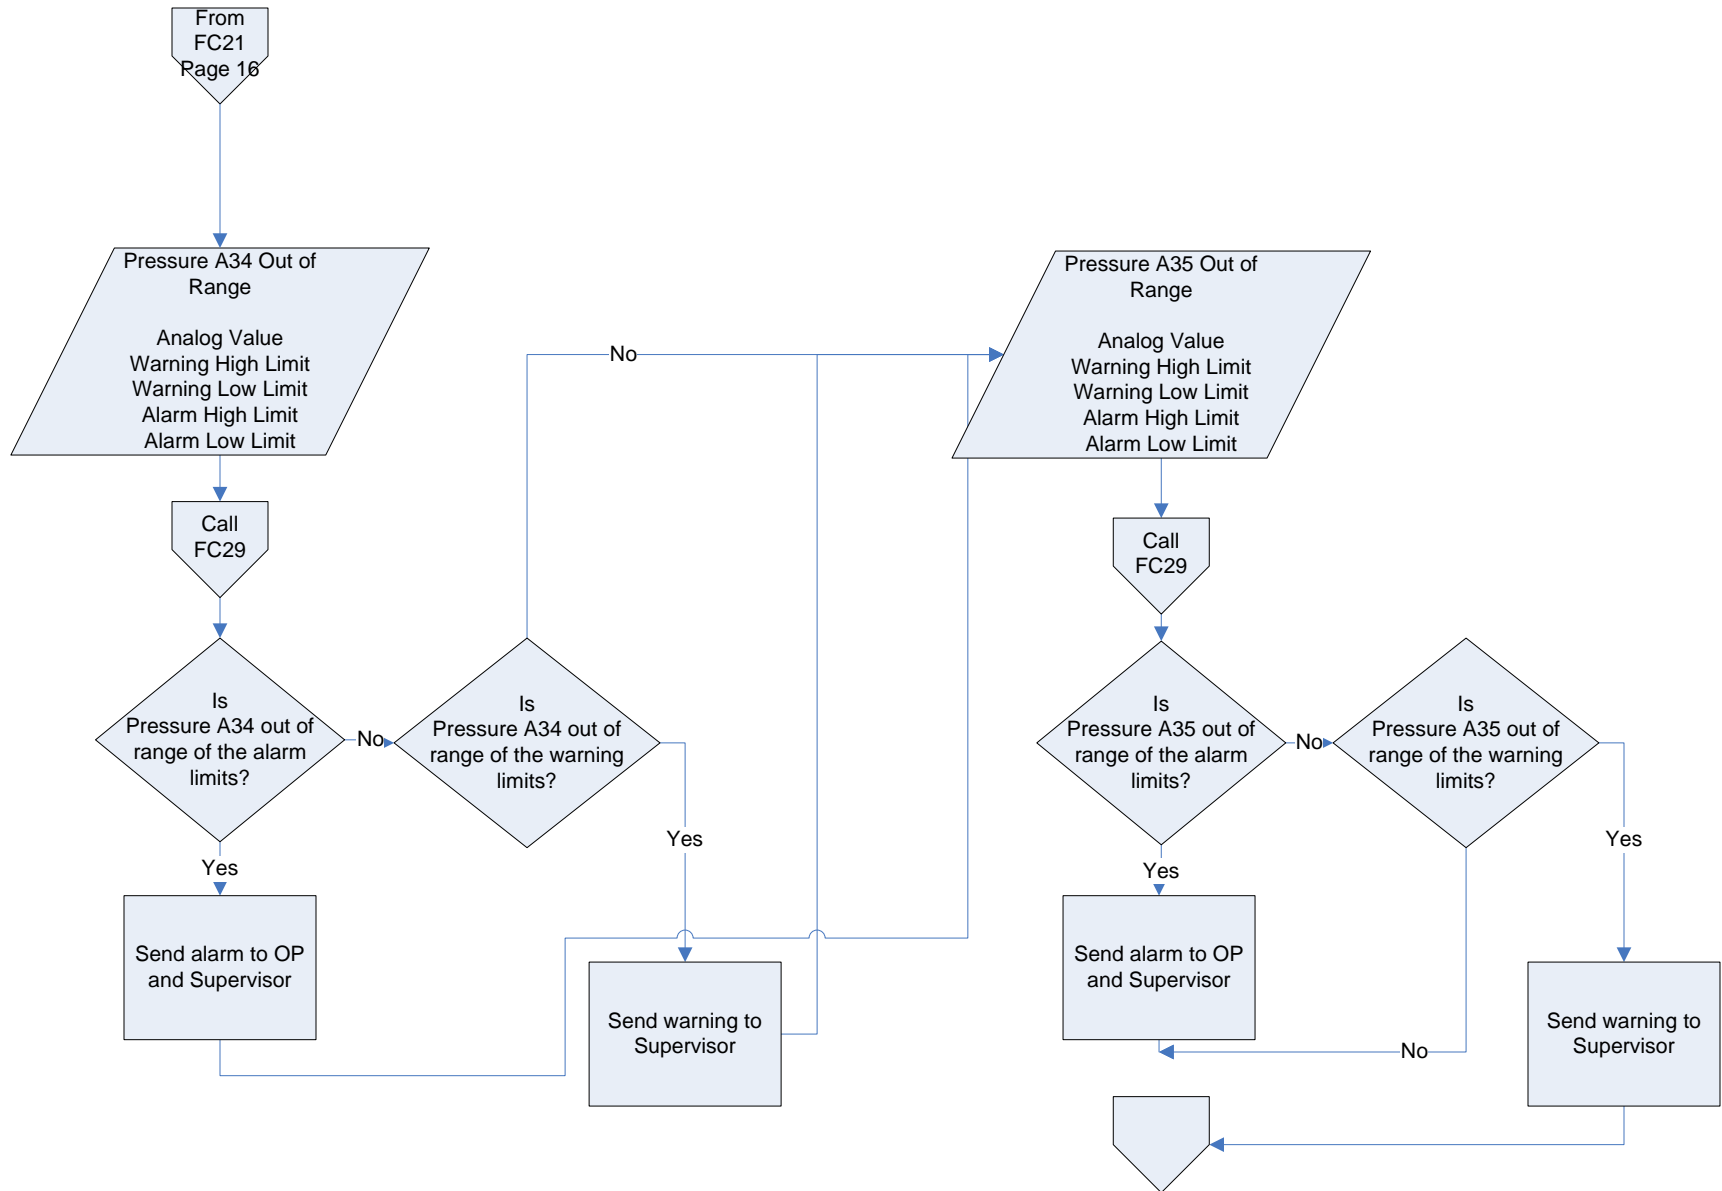 From
FC21
Page 16
Pressure A34 Out of
Range
Analog Value
Warning High Limit
Warning Low Limit
Alarm High Limit
Alarm Low Limit
Call
FC29
Is
Pressure A34 out of
range of the alarm
limits?
No
Is
Pressure A34 out of
range of the warning
limits?
No
Yes
Yes
Send alarm to OP
and Supervisor
Send warning to
Supervisor
Pressure A35 Out of
Range
Analog Value
Warning High Limit
Warning Low Limit
Alarm High Limit
Alarm Low Limit
Call
FC29
Is
Pressure A35 out of
range of the alarm
limits?
No
Is
Pressure A35 out of
range of the warning
limits?
Yes
Yes
Send alarm to OP
and Supervisor
No
Send warning to
Supervisor